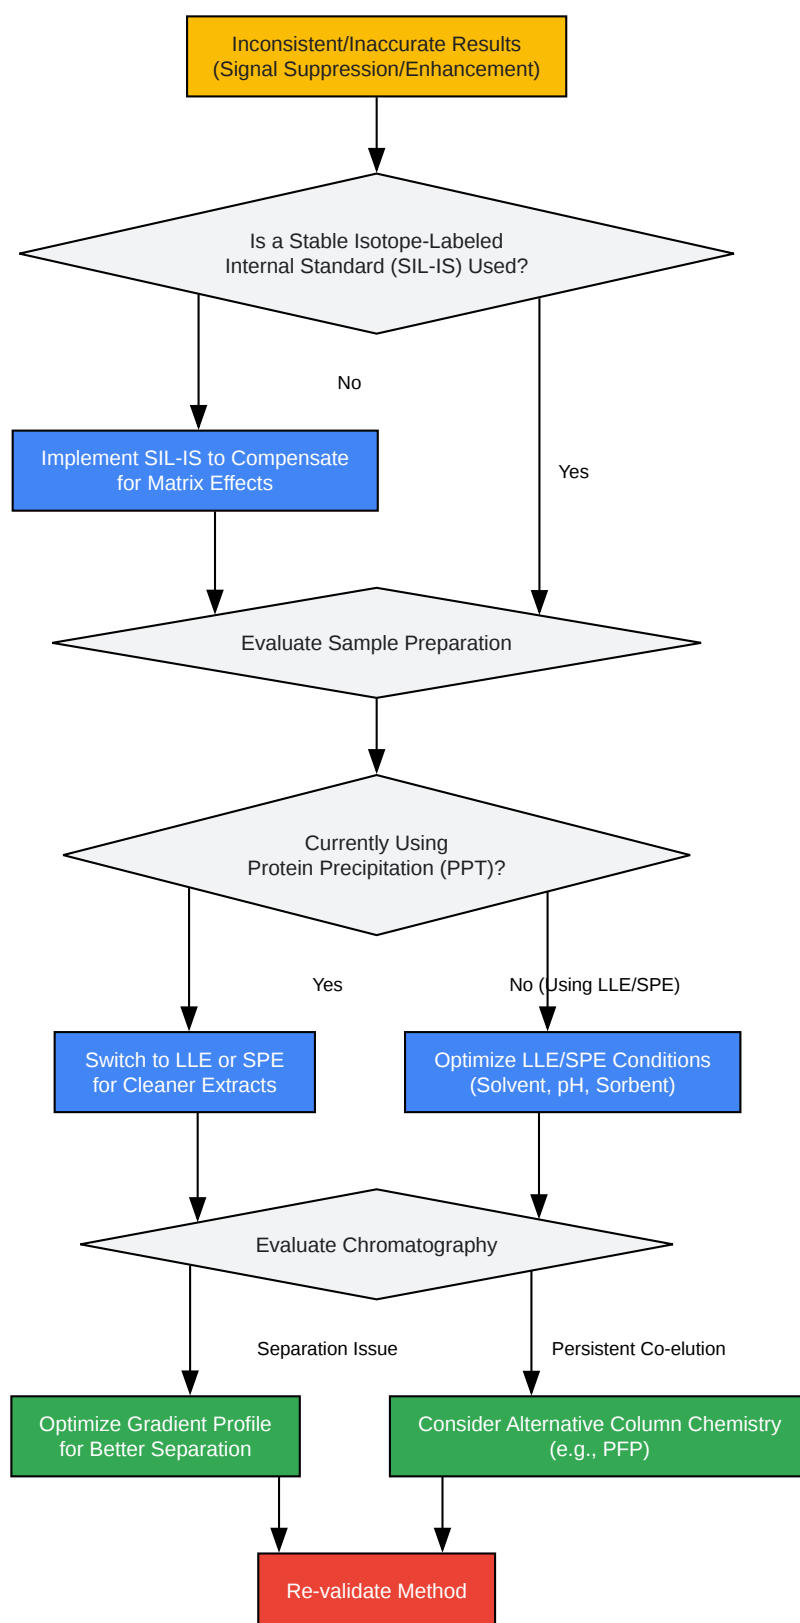 Inconsistent/Inaccurate Results
(Signal Suppression/Enhancement)
Is a Stable Isotope-Labeled
Internal Standard (SIL-IS) Used?
No
Implement SIL-IS to Compensate
for Matrix Effects
Yes
Evaluate Sample Preparation
Currently Using
Protein Precipitation (PPT)?
Yes
No (Using LLE/SPE)
Switch to LLE or SPE
for Cleaner Extracts
Optimize LLE/SPE Conditions
(Solvent, pH, Sorbent)
Evaluate Chromatography
Separation Issue
Persistent Co-elution
Optimize Gradient Profile
for Better Separation
Consider Alternative Column Chemistry
(e.g., PFP)
Re-validate Method